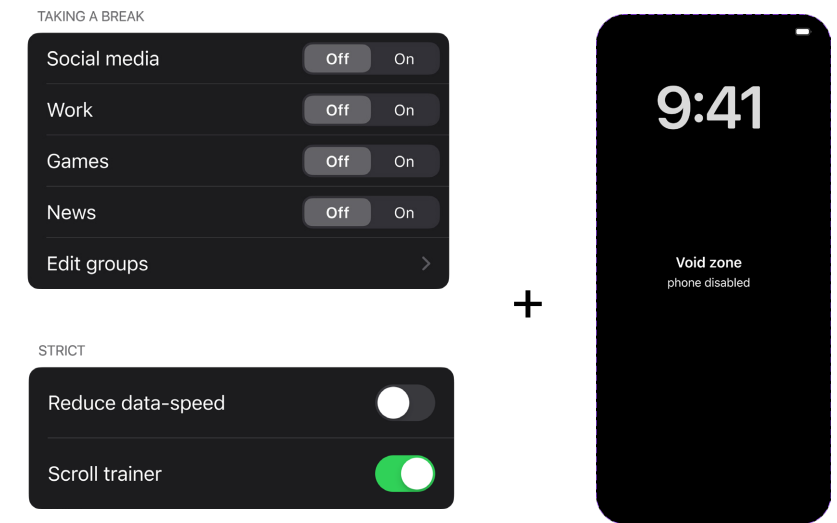 TAKING A BREAK
Social media Off On
Work Off On
Games Off On
News Off On
Edit groups
STRICT
Reduce data-speed
Scroll trainer
+
9:41
Void zone
phone disabled